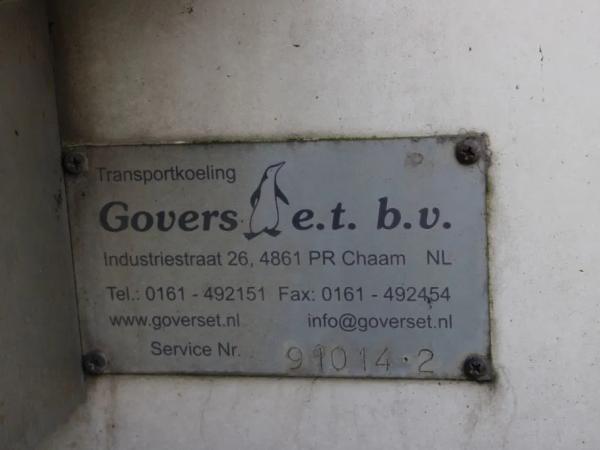 Transportkoeling
Govers e.t. b.v.
Industriestraat 26, 4861 PR Chaam NL
Tel.: 0161 - 492151 Fax: 0161 - 492454
www.goverset.nl info@goverset.nl
Service Nr. 91014-2